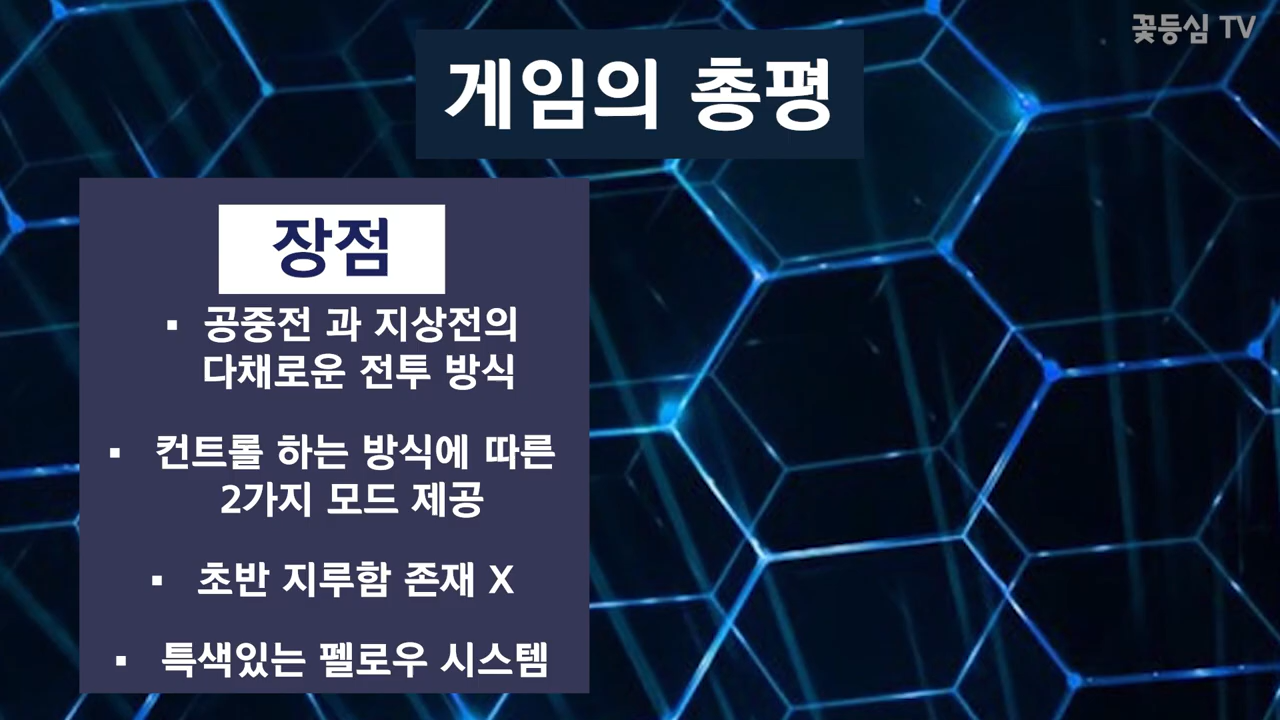 꽃등심 TV
게임의 총평
장점
▪ 공중전 과 지상전의
다채로운 전투 방식
▪ 컨트롤 하는 방식에 따른
2가지 모드 제공
▪ 초반 지루함 존재 X
▪ 특색있는 펠로우 시스템